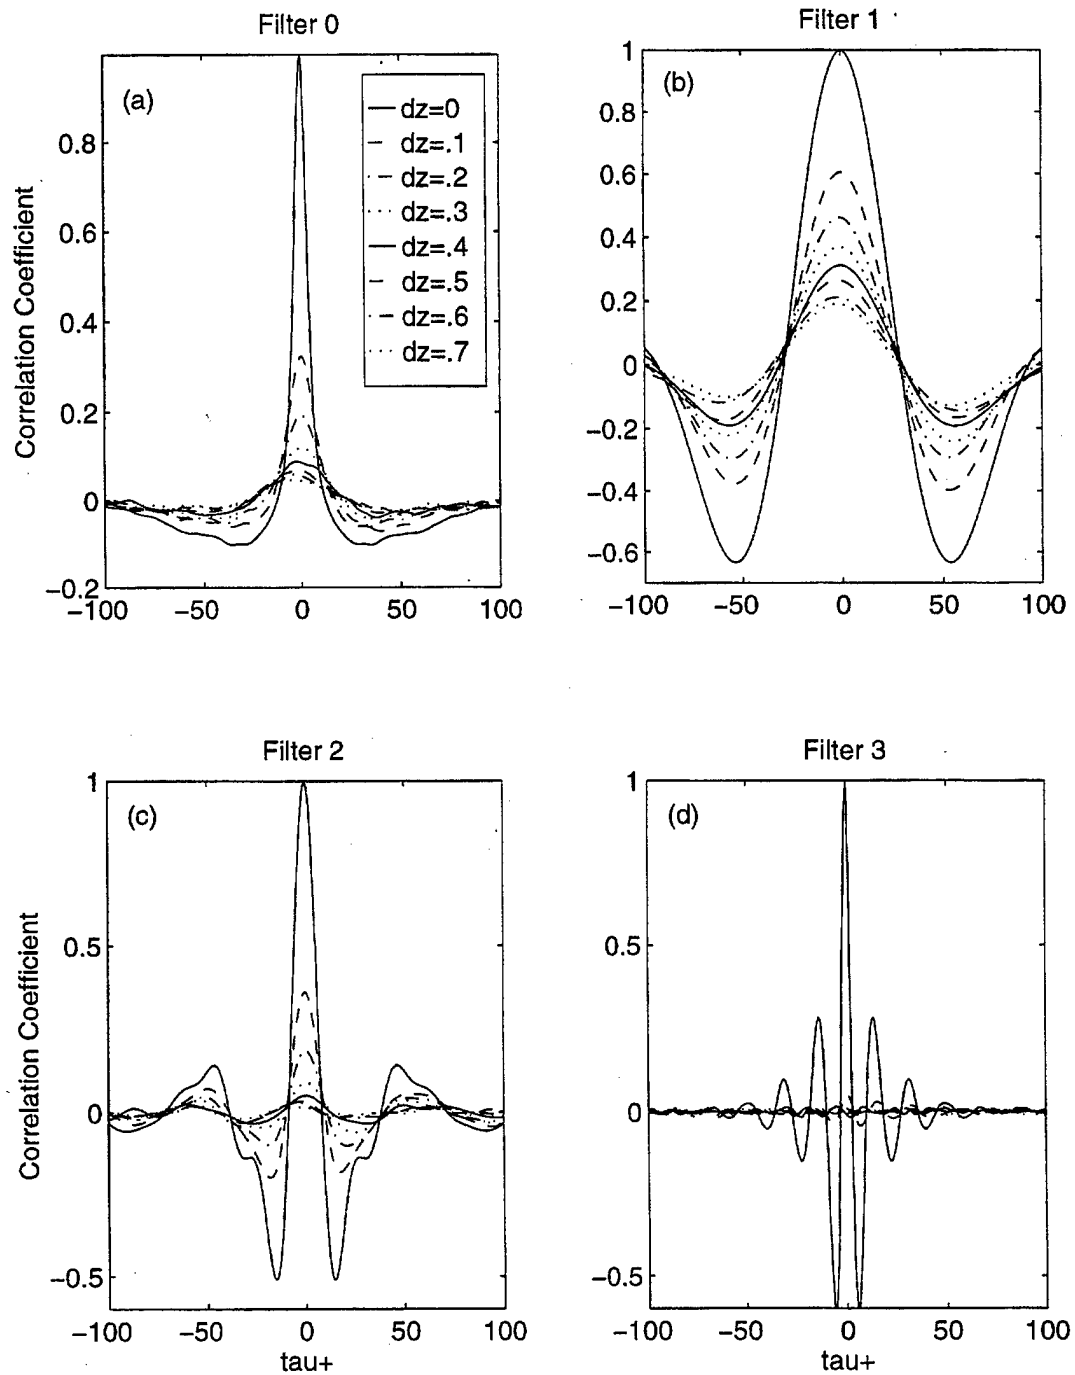 Filter 0
(a)
dz=0
dz=.1
dz=.2
dz=.3
dz=.4
dz=.5
dz=.6
dz=.7
0.8
0.6
0.4
0.2
0
−0.2
−100 −50 0 50 100
Correlation Coefficient
Filter 1
(b)
1
0.8
0.6
0.4
0.2
0
−0.2
−0.4
−0.6
−100 −50 0 50 100
Filter 2
(c)
1
0.5
0
−0.5
−100 −50 0 50 100
Correlation Coefficient
tau+
Filter 3
(d)
1
0.5
0
−0.5
−100 −50 0 50 100
tau+